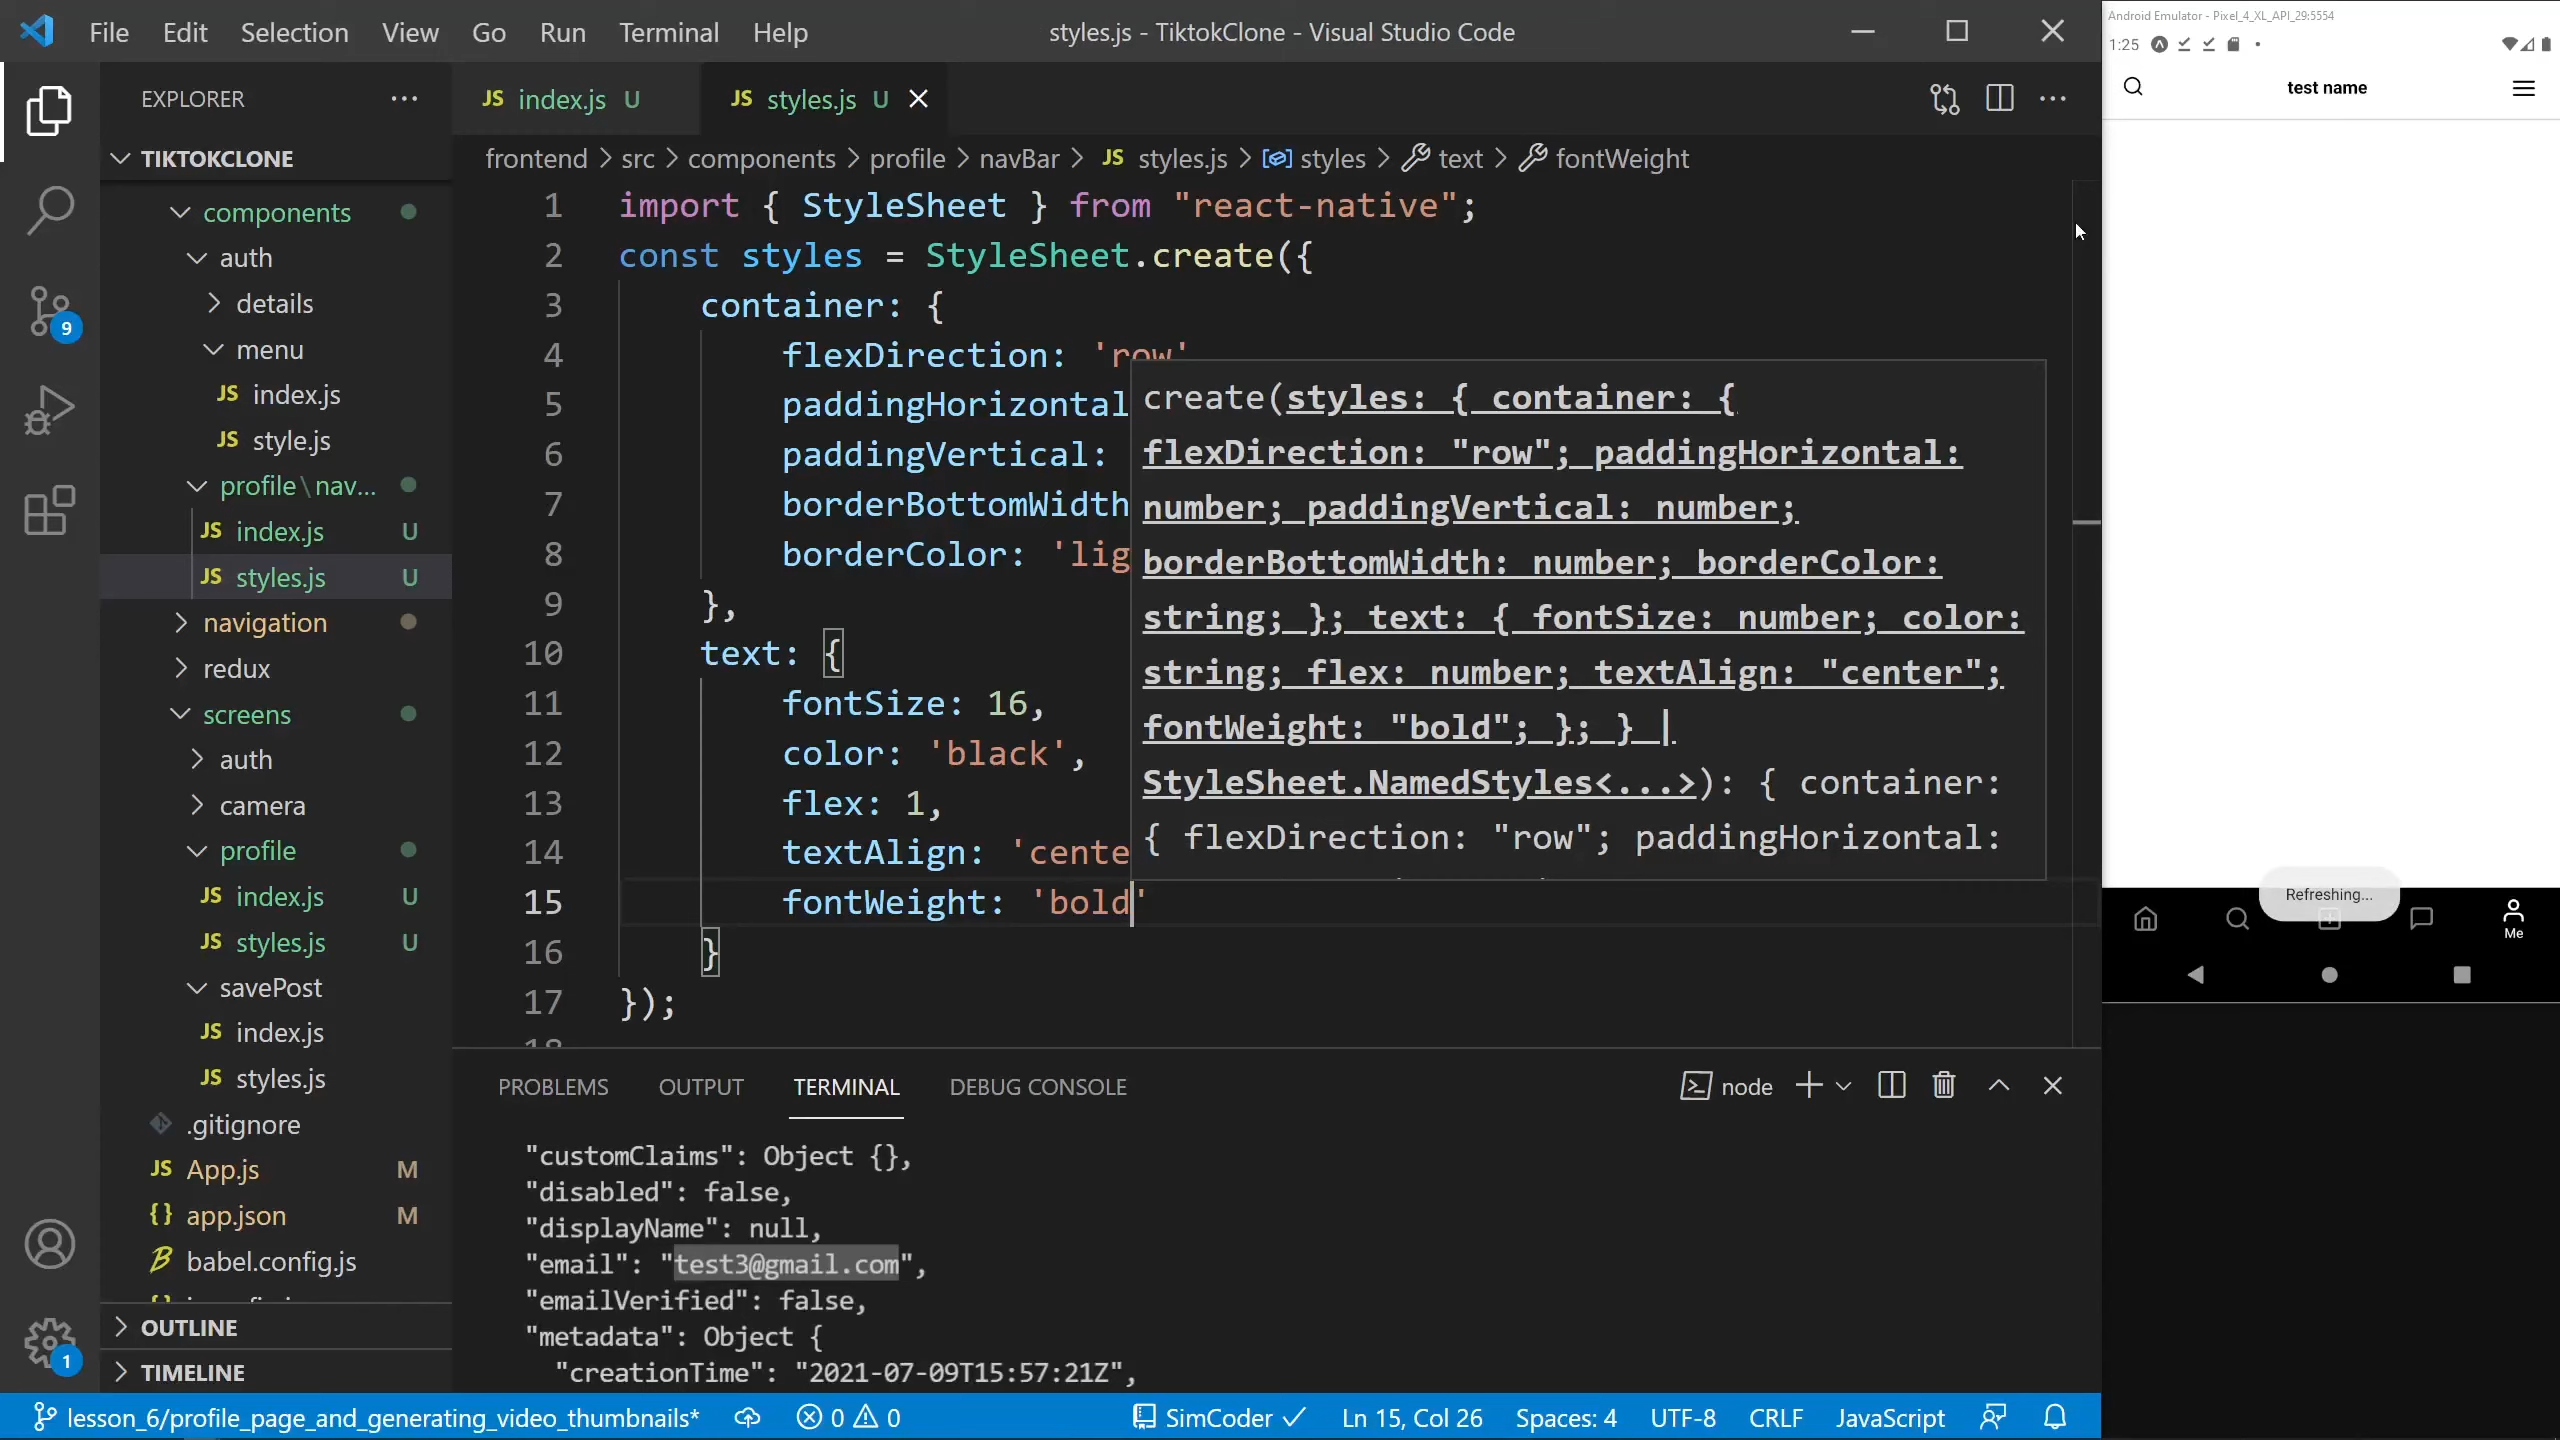 File Edit Selection View Go Run Terminal Help
styles.js - TiktokClone - Visual Studio Code
EXPLORER
TIKTOKCLONE
components
auth
details
menu
JS index.js
JS style.js
profile\nav...
JS index.js U
JS styles.js U
navigation
redux
screens
auth
camera
profile
JS index.js U
JS styles.js U
savePost
JS index.js
JS styles.js
.gitignore
JS App.js M
{} app.json M
babel.config.js
OUTLINE
TIMELINE
9
1
JS index.js U
JS styles.js U
frontend > src > components > profile > navBar > JS styles.js > styles > text > fontWeight
1 import { StyleSheet } from "react-native";
2 const styles = StyleSheet.create({
3 container: {
4 flexDirection: 'row'
5 paddingHorizontal
6 paddingVertical:
7 borderBottomWidth
8 borderColor: 'lig
9 },
10 text: {
11 fontSize: 16,
12 color: 'black',
13 flex: 1,
14 textAlign: 'cente
15 fontWeight: 'bold'
16 }
17 });
18
create(styles: { container: {
flexDirection: "row"; paddingHorizontal:
number; paddingVertical: number;
borderBottomWidth: number; borderColor:
string; }; text: { fontSize: number; color:
string; flex: number; textAlign: "center";
fontWeight: "bold"; }; } |
StyleSheet.NamedStyles<...>): { container:
{ flexDirection: "row"; paddingHorizontal:
PROBLEMS OUTPUT TERMINAL DEBUG CONSOLE
node
"customClaims": Object {},
"disabled": false,
"displayName": null,
"email": "test3@gmail.com",
"emailVerified": false,
"metadata": Object {
"creationTime": "2021-07-09T15:57:21Z",
lesson_6/profile_page_and_generating_video_thumbnails* 0 0 SimCoder Ln 15, Col 26 Spaces: 4 UTF-8 CRLF JavaScript
Android Emulator - Pixel_4_XL_API_29:5554
1:25
test name
Refreshing...
Me